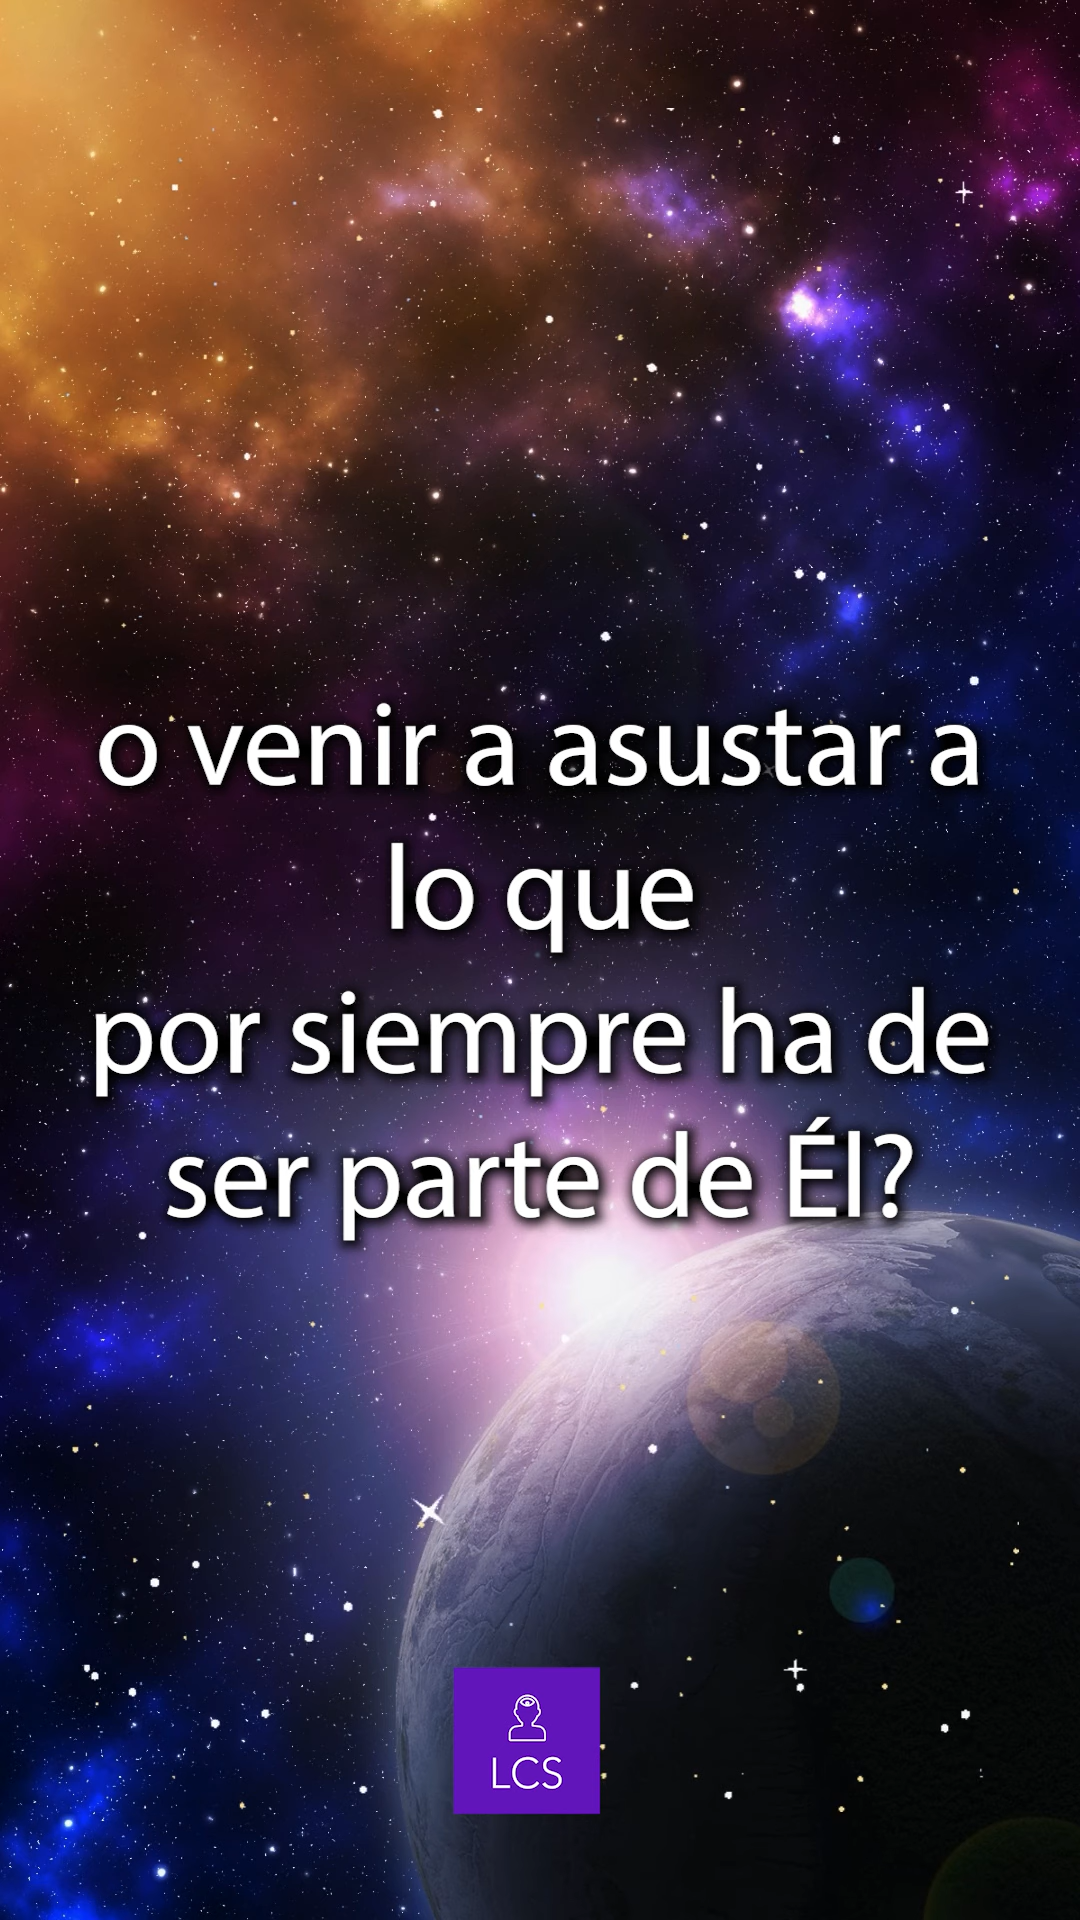 o venir a asustar a
lo que
por siempre ha de
ser parte de Él?
LCS